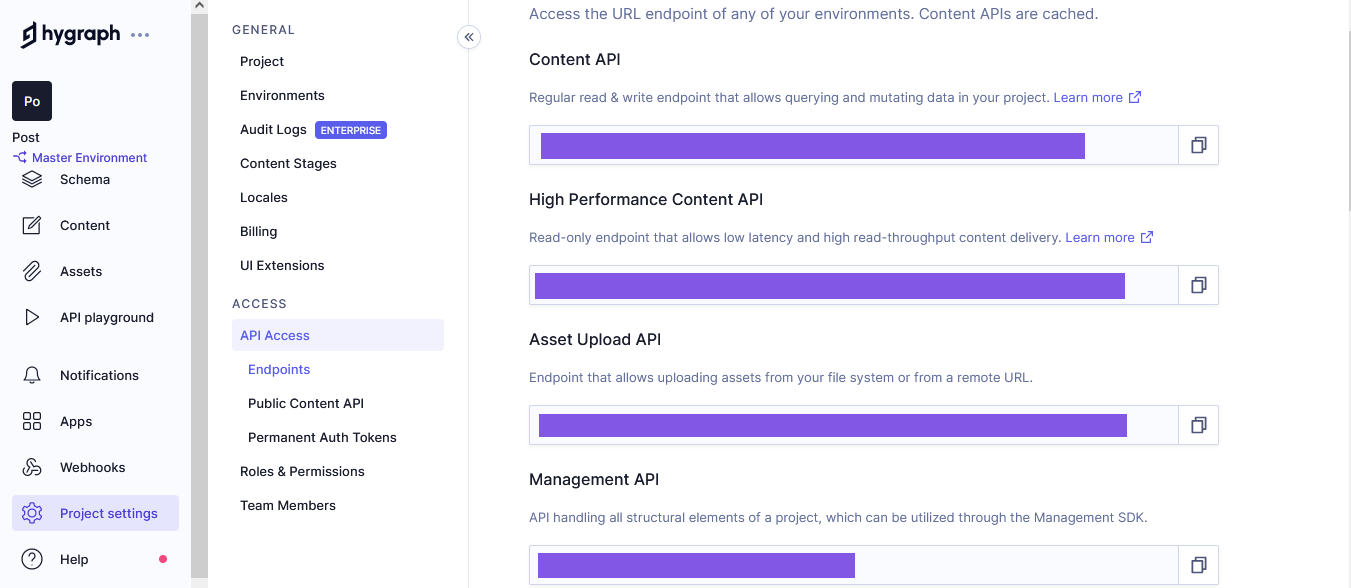 hygraph
Po
Post
Master Environment
Schema
Content
Assets
API playground
Notifications
Apps
Webhooks
Project settings
Help
GENERAL
Project
Environments
Audit Logs ENTERPRISE
Content Stages
Locales
Billing
UI Extensions
ACCESS
API Access
Endpoints
Public Content API
Permanent Auth Tokens
Roles & Permissions
Team Members
Access the URL endpoint of any of your environments. Content APIs are cached.
Content API
Regular read & write endpoint that allows querying and mutating data in your project. Learn more
High Performance Content API
Read-only endpoint that allows low latency and high read-throughput content delivery. Learn more
Asset Upload API
Endpoint that allows uploading assets from your file system or from a remote URL.
Management API
API handling all structural elements of a project, which can be utilized through the Management SDK.